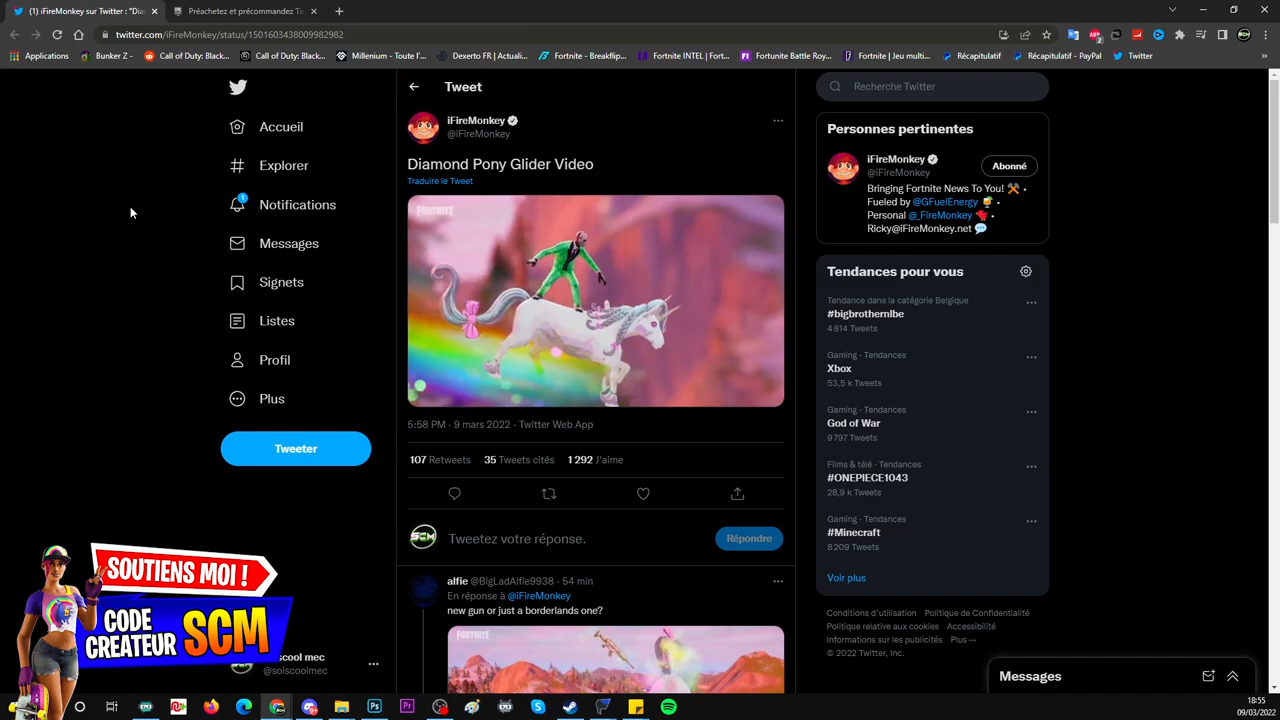 (1) iFireMonkey sur Twitter : "Dia
Préachetez et précommandez Ti
twitter.com/iFireMonkey/status/1501603438009982982
Applications
Bunker Z -
Call of Duty: Black...
Call of Duty: Black...
Millenium - Toute l'...
Dexerto FR | Actuali...
Fortnite - Breakflip...
Fortnite INTEL | Fort...
Fortnite Battle Roy...
Fortnite | Jeu multi...
Récapitulatif
Récapitulatif - PayPal
Twitter
Accueil
Explorer
1
Notifications
Messages
Signets
Listes
Profil
Plus
Tweeter
Tweet
iFireMonkey
@iFireMonkey
Diamond Pony Glider Video
Traduire le Tweet
FORTNITE
5:58 PM · 9 mars 2022 · Twitter Web App
107 Retweets 35 Tweets cités 1 292 J'aime
SCM
Tweetez votre réponse.
Répondre
alfie @BigLadAlfie9938 · 54 min
En réponse à @iFireMonkey
new gun or just a borderlands one?
FORTNITE
Recherche Twitter
Personnes pertinentes
iFireMonkey
@iFireMonkey
Abonné
Bringing Fortnite News To You! ⚒️ •
Fueled by @GFuelEnergy 🍹 •
Personal @_FireMonkey 🐦 •
Ricky@iFireMonkey.net 💬
Tendances pour vous
Tendance dans la catégorie Belgique
#bigbrothernlbe
4 814 Tweets
Gaming · Tendances
Xbox
53,5 k Tweets
Gaming · Tendances
God of War
9 797 Tweets
Films & télé · Tendances
#ONEPIECE1043
28,9 k Tweets
Gaming · Tendances
#Minecraft
8 209 Tweets
Voir plus
Conditions d'utilisation Politique de Confidentialité
Politique relative aux cookies Accessibilité
Informations sur les publicités Plus ···
© 2022 Twitter, Inc.
Messages
SOUTIENS MOI !
CODE
CREATEUR SCM
scool mec
@soiscoolmec
18:55
09/03/2022